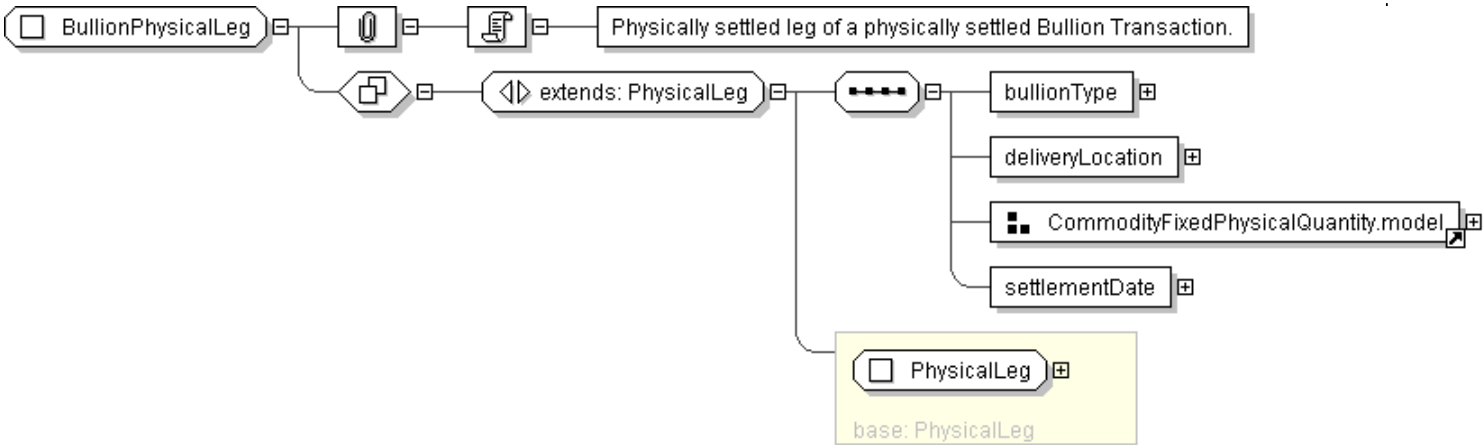 BullionPhysicalLeg
Physically settled leg of a physically settled Bullion Transaction.
extends: PhysicalLeg
bullionType
deliveryLocation
CommodityFixedPhysicalQuantity.model
settlementDate
PhysicalLeg
base: PhysicalLeg